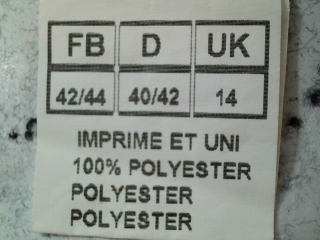 FB D UK
42/44 40/42 14
IMPRIME ET UNI
100% POLYESTER
POLYESTER
POLYESTER